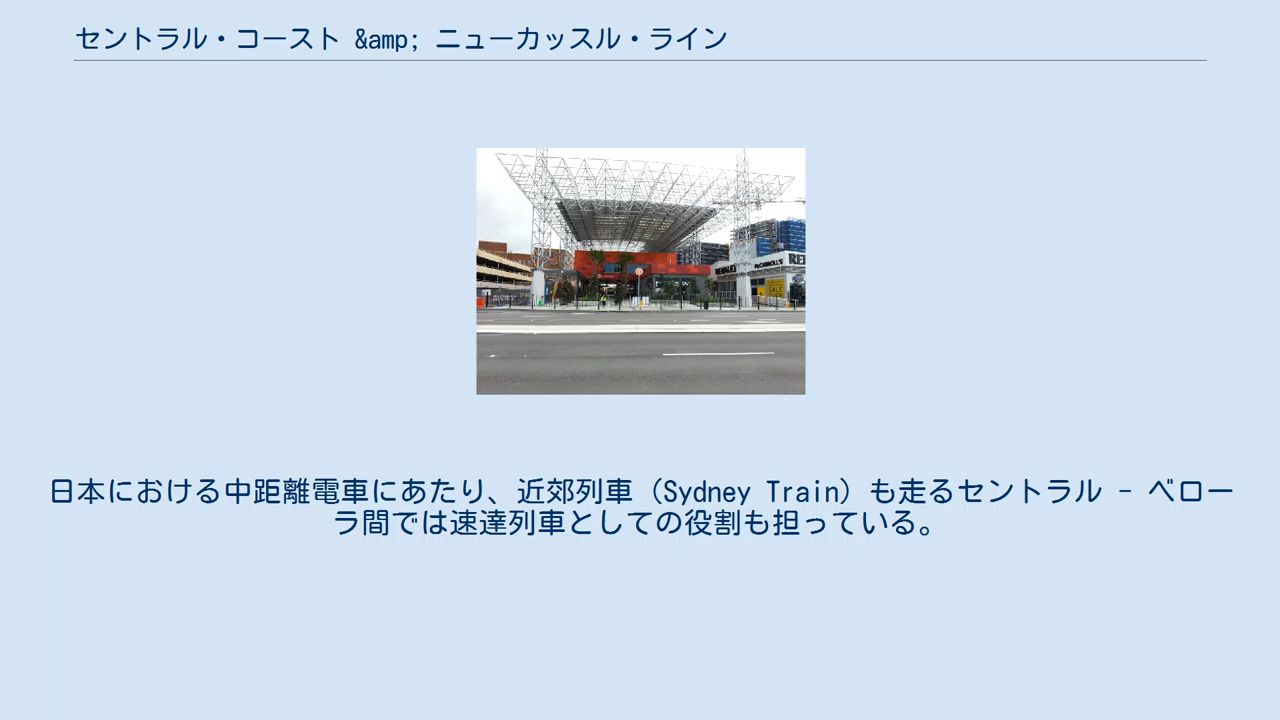 セントラル・コースト &amp; ニューカッスル・ライン
日本における中距離電車にあたり、近郊列車（Sydney Train）も走るセントラル - ベロー
ラ間では速達列車としての役割も担っている。